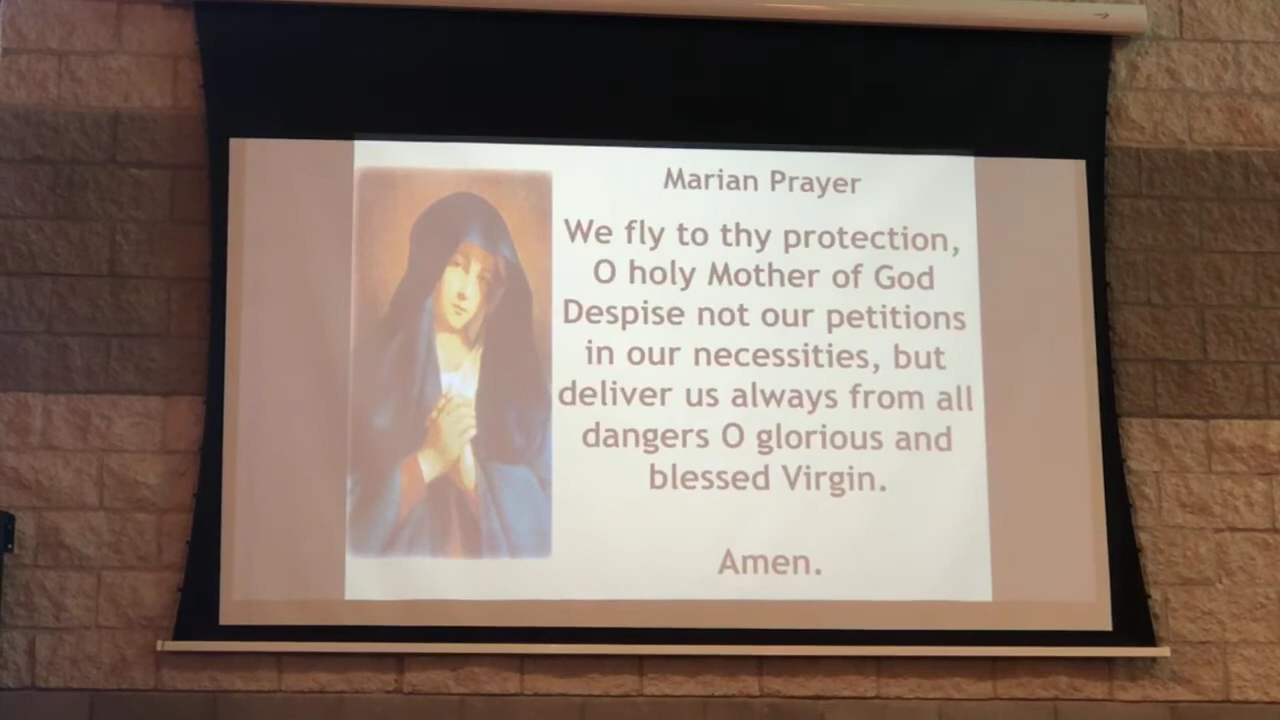 Marian Prayer
We fly to thy protection,
O holy Mother of God
Despise not our petitions
in our necessities, but
deliver us always from all
dangers O glorious and
blessed Virgin.
Amen.